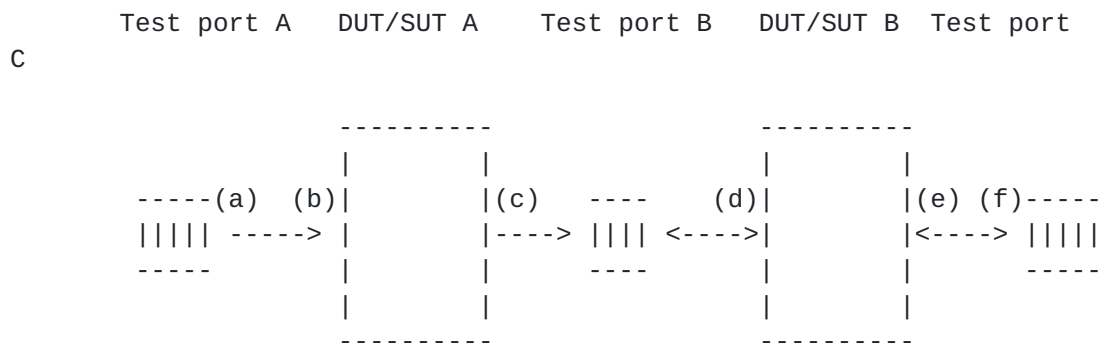 Test port A   DUT/SUT A    Test port B   DUT/SUT B  Test port
C
----------                  ----------
|        |                  |        |
-----(a)  (b)|        |(c)   ----    (d)|        |(e) (f)-----
||||| -----> |        |----> |||| <---->|        |<----> |||||
-----        |        |      ----       |        |       -----
|        |                  |        |
----------                  ----------